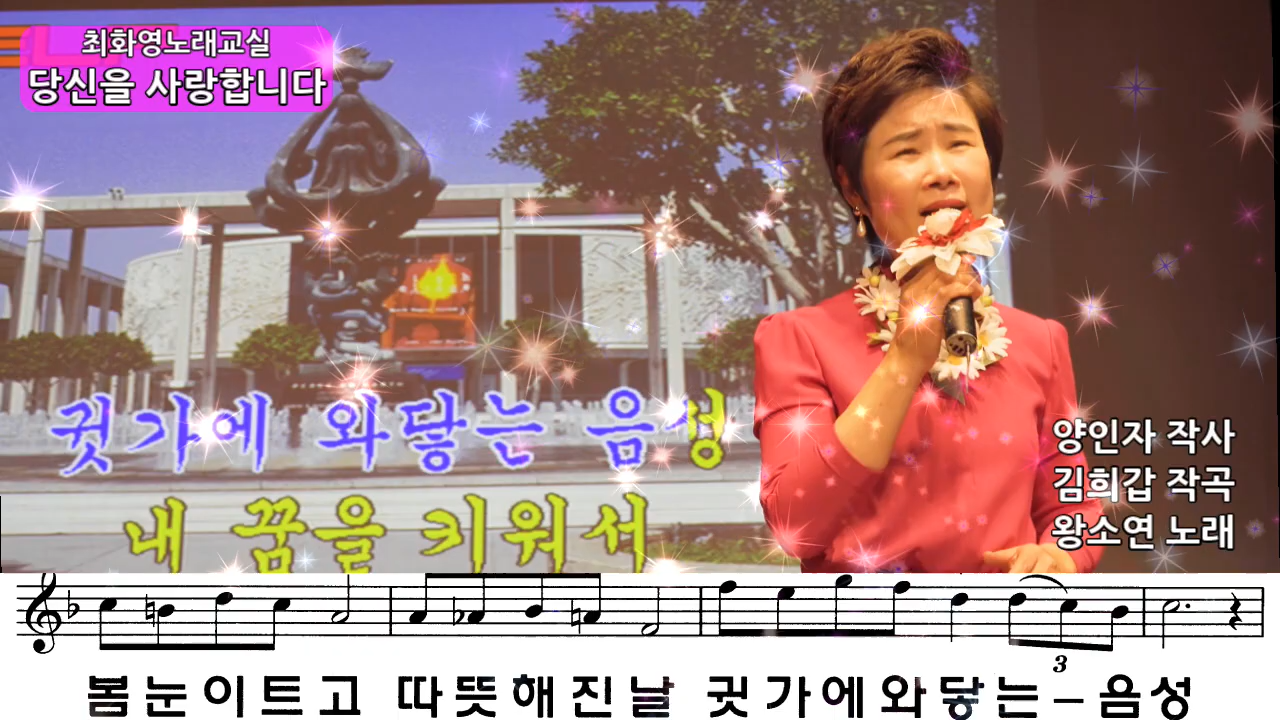 최화영노래교실
당신을 사랑합니다
귓가에 와닿는 음성
내 꿈을 키워서
양인자 작사
김희갑 작곡
왕소연 노래
3
봄눈이트고 따뜻해진날 귓가에와닿는–음성